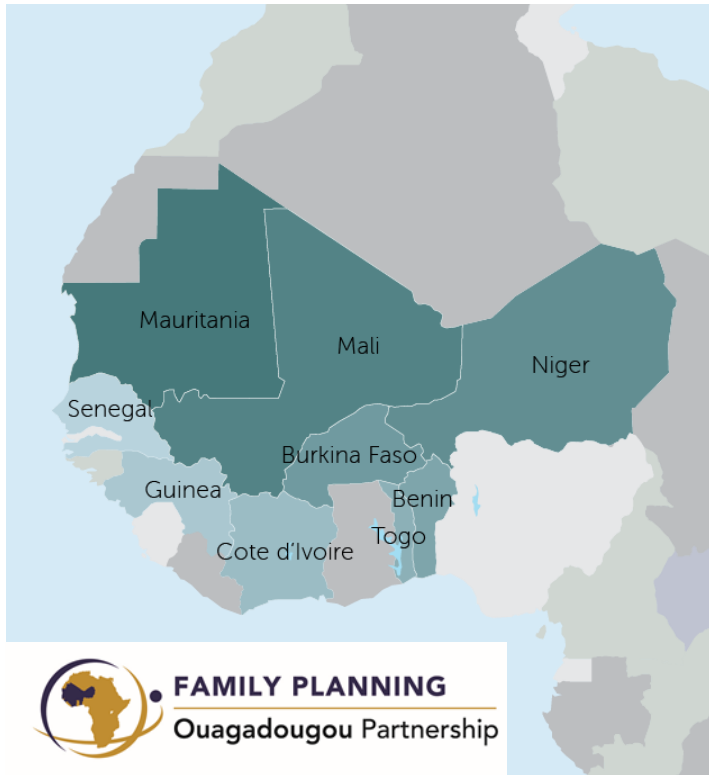 Mauritania
Mali
Niger
Senegal
Burkina Faso
Guinea
Benin
Togo
Cote d'Ivoire
FAMILY PLANNING
Ouagadougou Partnership